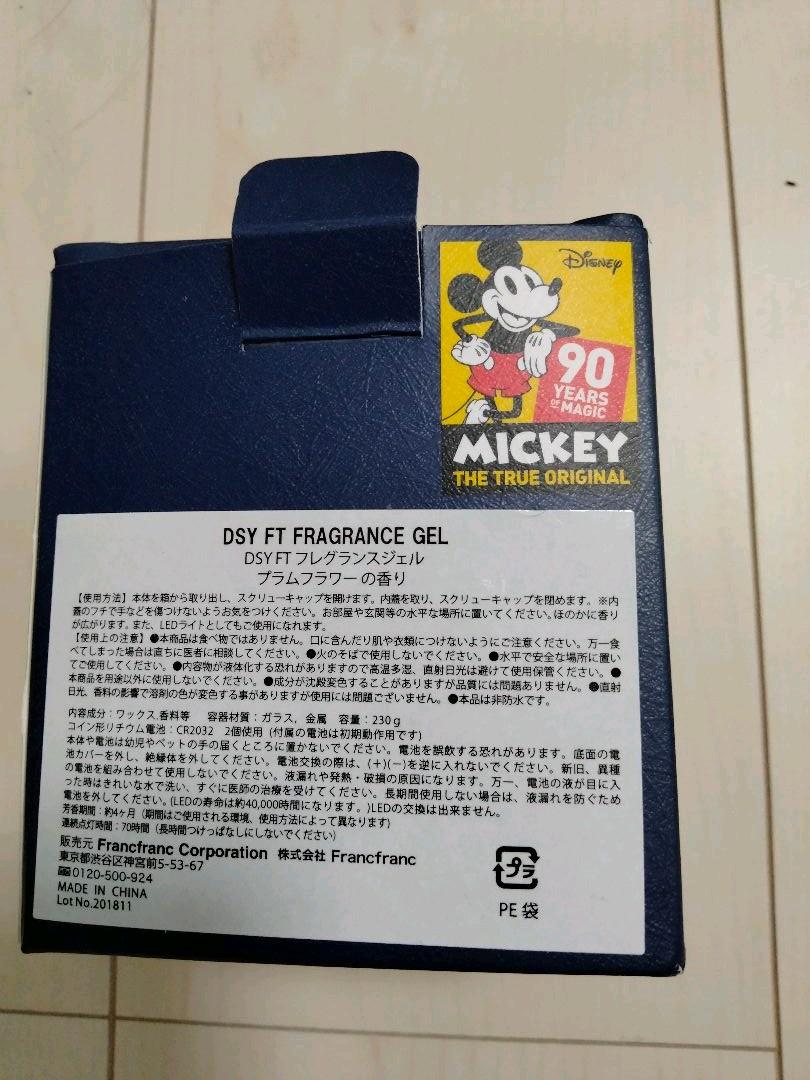 Disney
90
YEARS
OF MAGIC
MICKEY
THE TRUE ORIGINAL
DSY FT FRAGRANCE GEL
DSY FT フレグランスジェル
プラムフラワーの香り
【使用方法】本体を箱から取り出し、スクリューキャップを開けます。内蓋を取り、スクリューキャップを閉めます。※内
蓋のフチで手などを傷つけないようお気をつけください。お部屋や玄関等の水平な場所に置いてください。ほのかに香り
が広がります。また、LEDライトとしてもご使用になれます。
【使用上の注意】●本商品は食べ物ではありません。口に含んだり肌や衣類につけないようにご注意ください。万一食
べてしまった場合は直ちに医者に相談してください。●火のそばで使用しないでください。●水平で安全な場所に置い
てご使用してください。●内容物が液体化する恐れがありますので高温多湿、直射日光は避けて使用保管ください。●
本商品を用途以外に使用しないでください。●成分が沈殿変色することがありますが品質には問題ありません。●直射
日光、香料の影響で溶剤の色が変色する事がありますが使用には問題ございません。●本品は非防水です。
内容成分：ワックス,香料等 容器材質：ガラス, 金属 容量：230g
コイン形リチウム電池：CR2032 2個使用 (付属の電池は初期動作用です)
本体や電池は幼児やペットの手の届くところに置かないでください。電池を誤飲する恐れがあります。底面の電
池カバーを外し、絶縁体を外してください。電池交換の際は、(+)(−)を逆に入れないでください。新旧、異種
の電池を組み合わせて使用しないでください。液漏れや発熱・破損の原因になります。万一、電池の液が目に入
った時はきれいな水で洗い、すぐに医師の治療を受けてください。長期間使用しない場合は、液漏れを防ぐため
電池を外してください。(LEDの寿命は約40,000時間になります。)LEDの交換は出来ません。
芳香期間：約4ヶ月 (期間はご使用される環境、使用方法によって異なります)
連続点灯時間：70時間 (長時間つけっぱなしにしないでください)
販売元 Francfranc Corporation 株式会社 Francfranc
東京都渋谷区神宮前5-53-67
0120-500-924
MADE IN CHINA
Lot No.201811
プラ
PE 袋